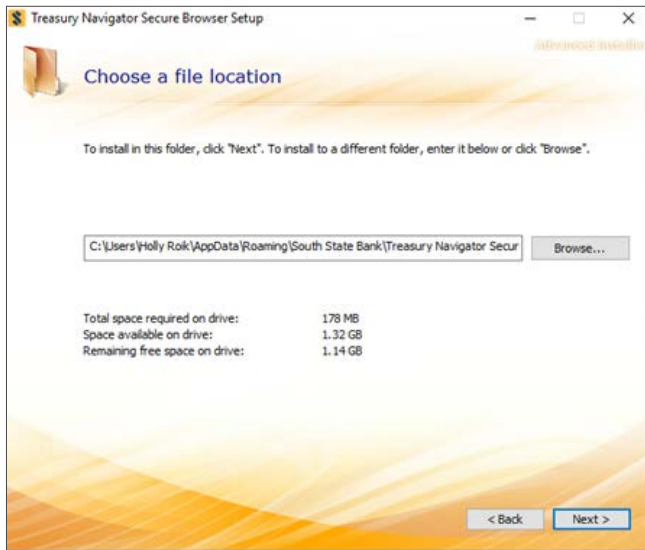 Treasury Navigator Secure Browser Setup
Advanced Installer
Choose a file location
To install in this folder, click "Next". To install to a different folder, enter it below or click "Browse".
C:\Users\Holly Roik\AppData\Roaming\South State Bank\Treasury Navigator Secur
Browse...
Total space required on drive: 178 MB
Space available on drive: 1.32 GB
Remaining free space on drive: 1.14 GB
< Back
Next >